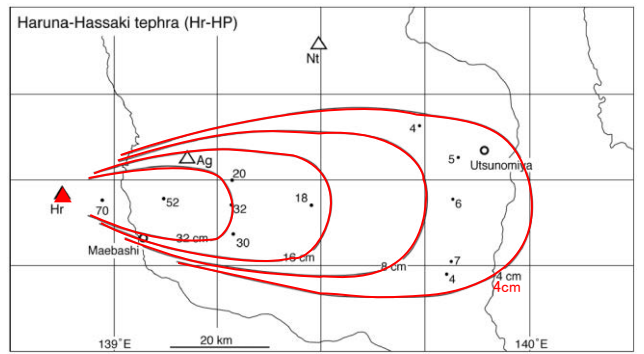 Haruna-Hassaki tephra (Hr-HP)
Nt
4
5
Utsunomiya
Ag
20
Hr
70
52
32
18
6
Maebashi
32 cm
30
16 cm
8 cm
7
4
4 cm
4cm
139°E
20 km
140°E